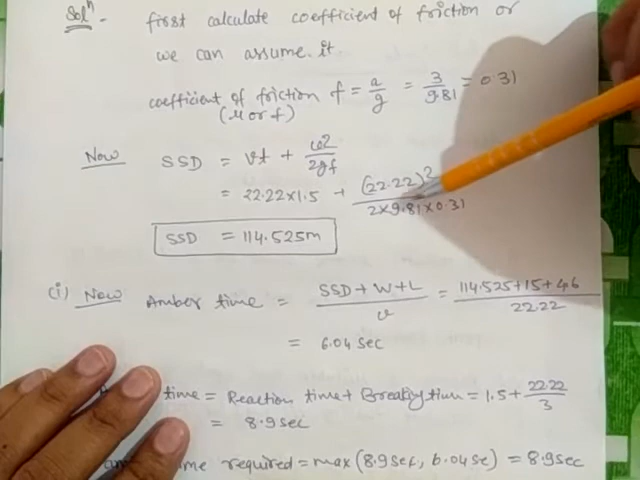 Solⁿ- first calculate coefficient of friction or
we can assume it
coefficient of friction f = a/g = 3/9.81 = 0.31
(μ or f)
Now SSD = vt + v²/2gf
= 22.22×1.5 + (22.22)²/2×9.81×0.31
SSD = 114.525m
(i) Now Amber time = SSD+W+L/v = 114.525+15+4.6/22.22
= 6.04 sec
time = Reaction time + Breaking time = 1.5 + 22.22/3
= 8.9 sec
required = max (8.9 sec, 6.04 se) = 8.9 sec